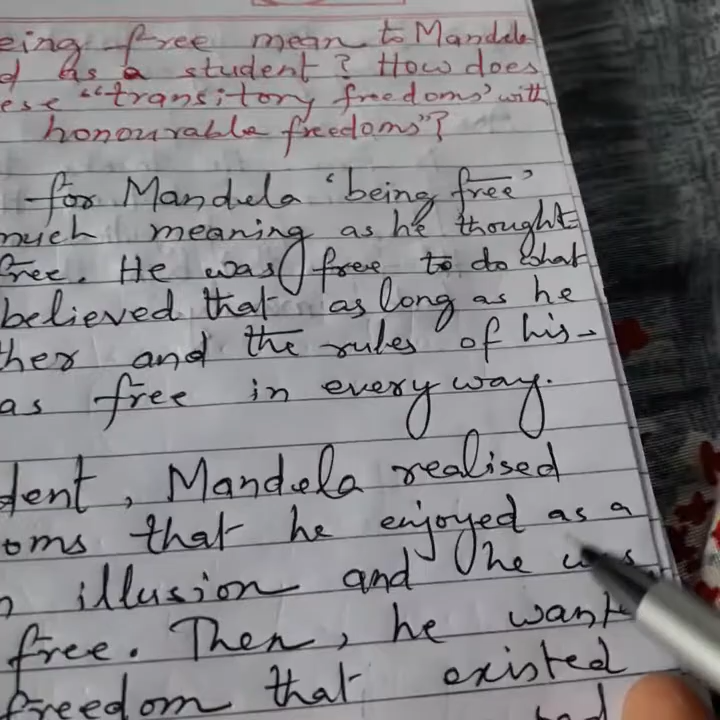 eing free mean to Mandela
d as a student? How does
ese "transitory freedoms' with
honourable freedoms"?
for Mandela 'being free'
much meaning as he thought
free. He was free to do what
believed that as long as he
ther and the rules of his
as free in every way.
dent, Mandela realised
oms that he enjoyed as a
n illusion and he was
free. Then, he want
freedom that existed